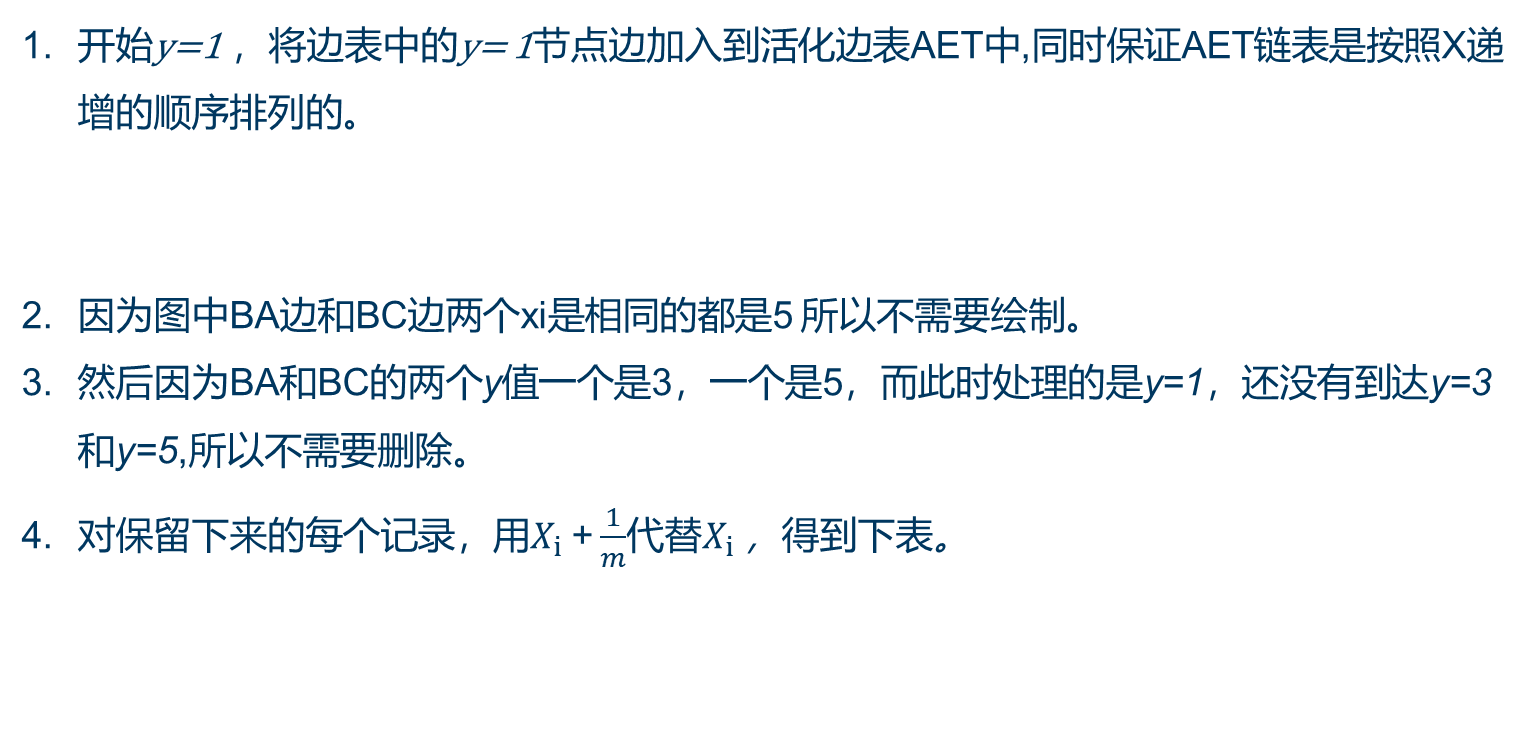 1. 开始y=1，将边表中的y=1节点边加入到活化边表AET中,同时保证AET链表是按照X递
增的顺序排列的。
2. 因为图中BA边和BC边两个xi是相同的都是5 所以不需要绘制。
3. 然后因为BA和BC的两个y值一个是3，一个是5，而此时处理的是y=1，还没有到达y=3
和y=5,所以不需要删除。
4. 对保留下来的每个记录，用Xi + 1/m代替Xi， 得到下表。